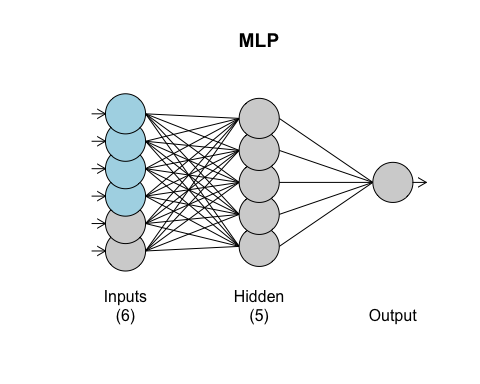 MLP
Inputs
(6)
Hidden
(5)
Output